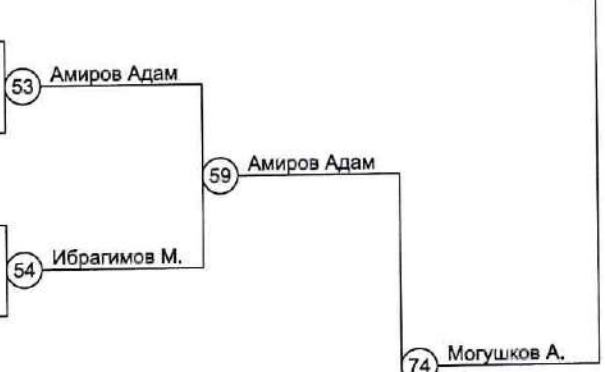 53 Амиров Адам
59 Амиров Адам
54 Ибрагимов М.
74 Могушков А.